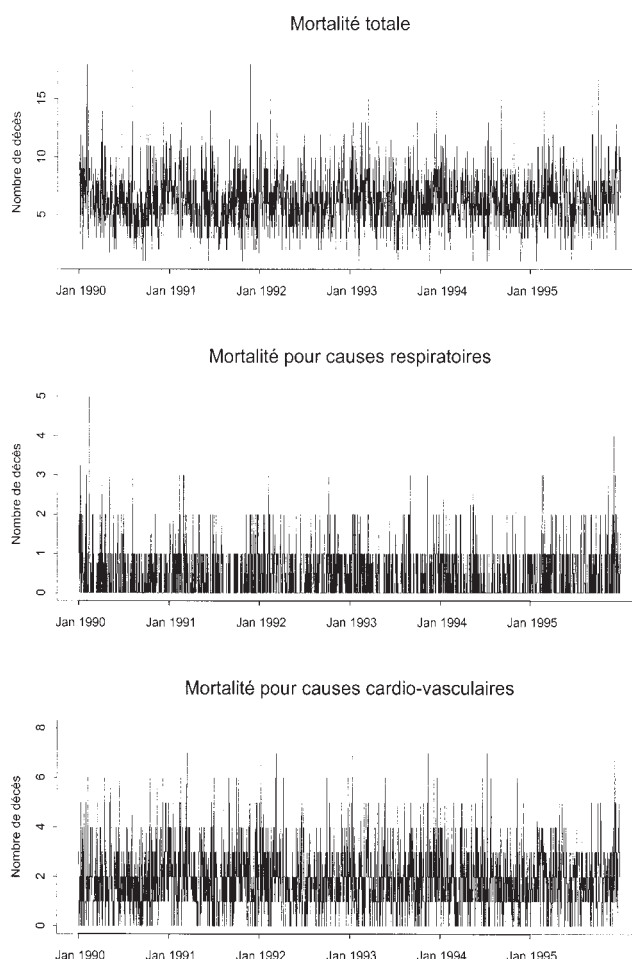 Mortalité totale
Nombre de décès
15
10
5
Jan 1990 Jan 1991 Jan 1992 Jan 1993 Jan 1994 Jan 1995
Mortalité pour causes respiratoires
Nombre de décès
5
4
3
2
1
0
Jan 1990 Jan 1991 Jan 1992 Jan 1993 Jan 1994 Jan 1995
Mortalité pour causes cardio-vasculaires
Nombre de décès
8
6
4
2
0
Jan 1990 Jan 1991 Jan 1992 Jan 1993 Jan 1994 Jan 1995